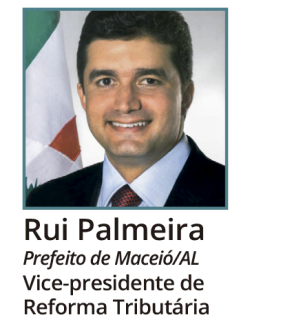 Rui Palmeira
Prefeito de Maceió/AL
Vice-presidente de
Reforma Tributária